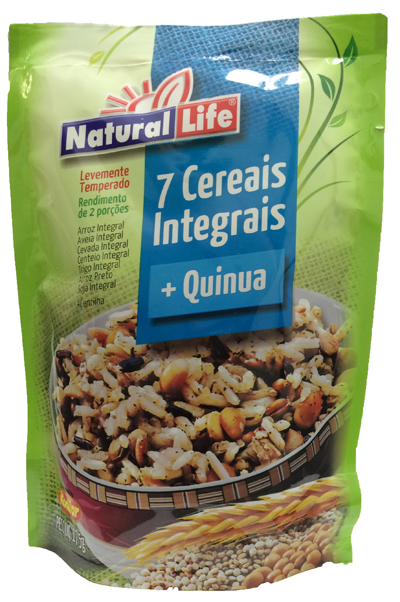 Natural Life®
Levemente
Temperado
Rendimento
de 2 porções
7 Cereais
Integrais
+ Quinua
Arroz Integral
Aveia Integral
Cevada Integral
Centeio Integral
Trigo Integral
Arroz Preto
Soja Integral